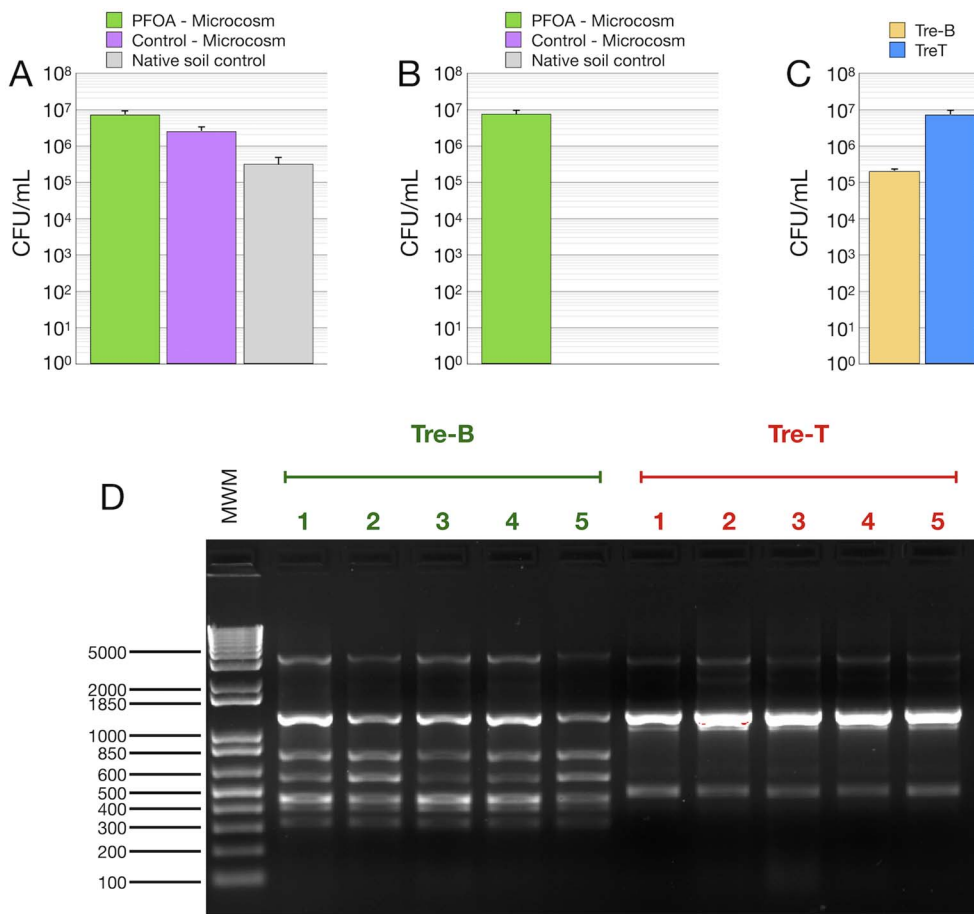 PFOA - Microcosm
Control - Microcosm
Native soil control
A
CFU/mL
10⁸
10⁷
10⁶
10⁵
10⁴
10³
10²
10¹
10⁰
PFOA - Microcosm
Control - Microcosm
Native soil control
B
CFU/mL
10⁸
10⁷
10⁶
10⁵
10⁴
10³
10²
10¹
10⁰
Tre-B
TreT
C
CFU/mL
10⁸
10⁷
10⁶
10⁵
10⁴
10³
10²
10¹
10⁰
D
MWM
Tre-B
1 2 3 4 5
Tre-T
1 2 3 4 5
5000
2000
1850
1000
850
600
500
400
300
200
100